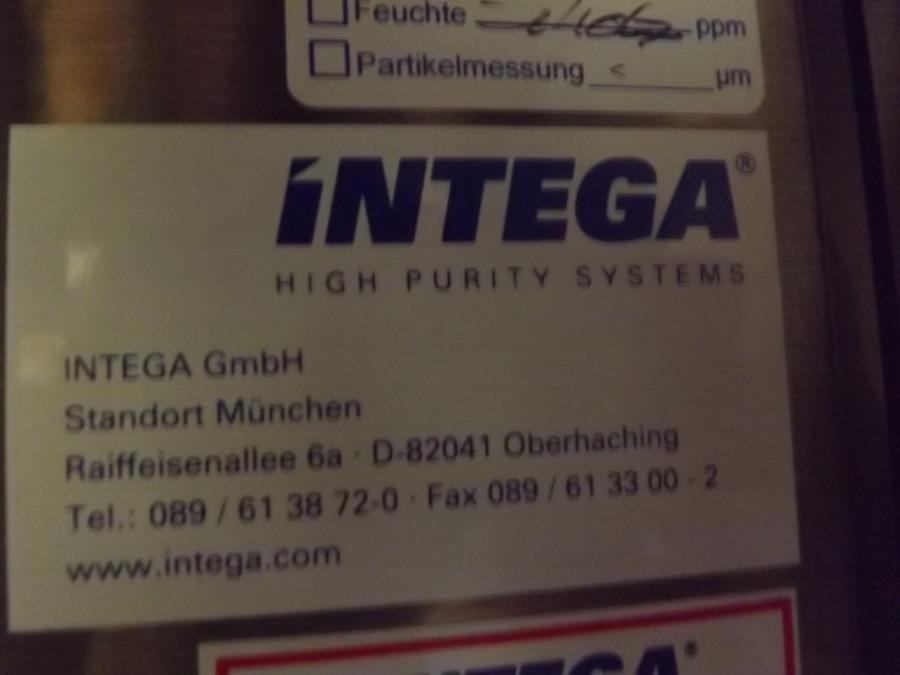 Feuchte ppm
Partikelmessung < µm
INTEGA®
HIGH PURITY SYSTEMS
INTEGA GmbH
Standort München
Raiffeisenallee 6a · D-82041 Oberhaching
Tel.: 089 / 61 38 72-0 · Fax 089 / 61 33 00 - 2
www.intega.com
INTEGA®